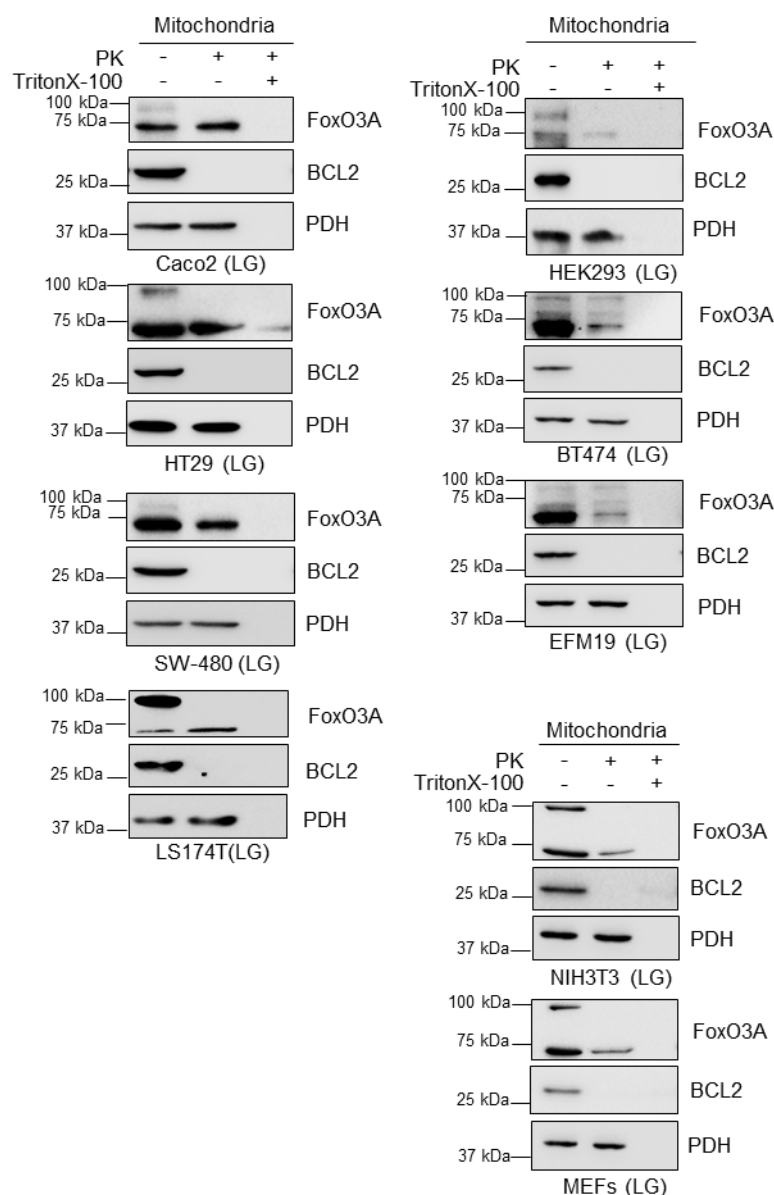 Mitochondria
PK - + +
TritonX-100 - - +
100 kDa
75 kDa
FoxO3A
BCL2
25 kDa
PDH
37 kDa
Caco2 (LG)
100 kDa
75 kDa
FoxO3A
BCL2
25 kDa
PDH
37 kDa
HT29 (LG)
100 kDa
75 kDa
FoxO3A
BCL2
25 kDa
PDH
37 kDa
SW-480 (LG)
100 kDa
75 kDa
FoxO3A
BCL2
25 kDa
PDH
37 kDa
LS174T(LG)
Mitochondria
PK - + +
TritonX-100 - - +
100 kDa
75 kDa
FoxO3A
BCL2
25 kDa
PDH
37 kDa
HEK293 (LG)
100 kDa
75 kDa
FoxO3A
BCL2
25 kDa
PDH
37 kDa
BT474 (LG)
100 kDa
75 kDa
FoxO3A
BCL2
25 kDa
PDH
37 kDa
EFM19 (LG)
Mitochondria
PK - + +
TritonX-100 - - +
100 kDa
75 kDa
FoxO3A
BCL2
25 kDa
PDH
37 kDa
NIH3T3 (LG)
100 kDa
75 kDa
FoxO3A
BCL2
25 kDa
PDH
37 kDa
MEFs (LG)